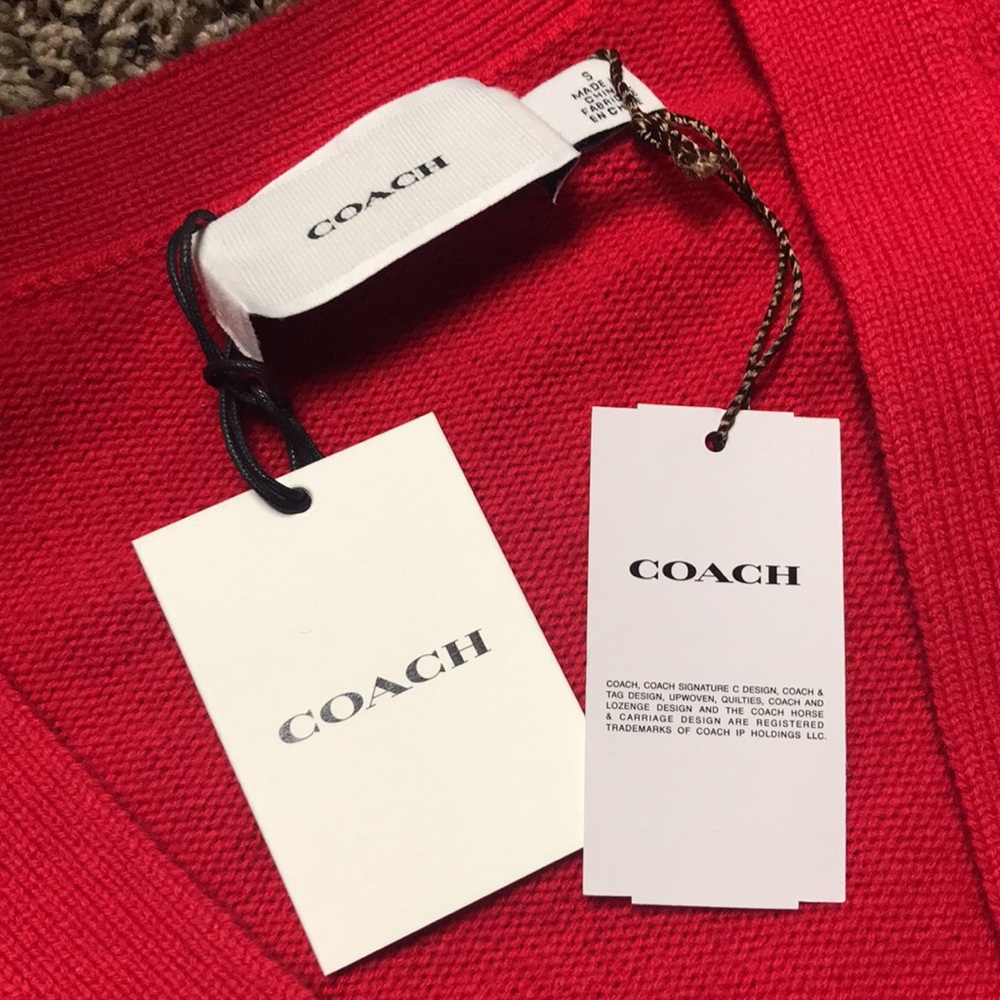 COACH
S
MADE I
CHIN
FABRIQ
EN CH
COACH
COACH
COACH, COACH SIGNATURE C DESIGN, COACH &
TAG DESIGN, UPWOVEN, QUILTIES, COACH AND
LOZENGE DESIGN AND THE COACH HORSE
& CARRIAGE DESIGN ARE REGISTERED
TRADEMARKS OF COACH IP HOLDINGS LLC.